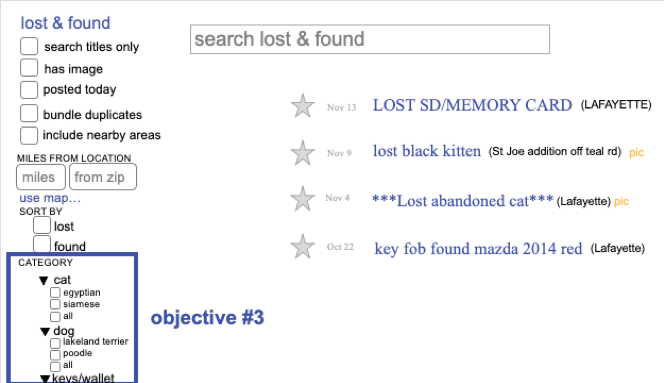 lost & found
search titles only
has image
posted today
bundle duplicates
include nearby areas
MILES FROM LOCATION
miles from zip
use map...
SORT BY
lost
found
CATEGORY
▼ cat
egyptian
siamese
all
▼ dog
lakeland terrier
poodle
all
▼ keys/wallet
objective #3
search lost & found
Nov 13 LOST SD/MEMORY CARD (LAFAYETTE)
Nov 9 lost black kitten (St Joe addition off teal rd) pic
Nov 4 ***Lost abandoned cat*** (Lafayette) pic
Oct 22 key fob found mazda 2014 red (Lafayette)